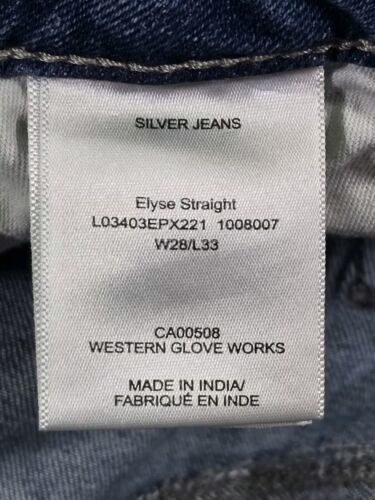 SILVER JEANS
Elyse Straight
L03403EPX221 1008007
W28/L33
CA00508
WESTERN GLOVE WORKS
MADE IN INDIA/
FABRIQUÉ EN INDE